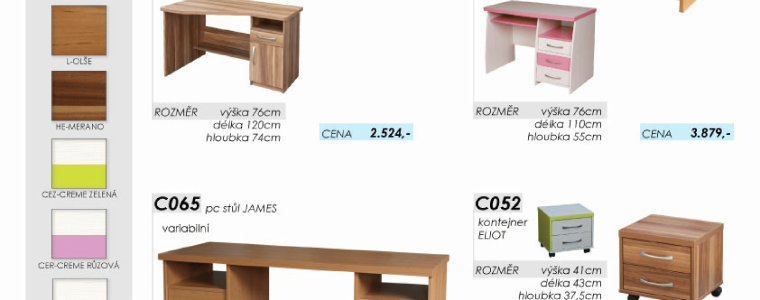 L-OLŠE
HE-MERANO
CEZ-CREME ZELENÁ
CER-CREME RŮZOVÁ
ROZMĚR výška 76cm
délka 120cm
hloubka 74cm
CENA 2.524,-
ROZMĚR výška 76cm
délka 110cm
hloubka 55cm
CENA 3.879,-
C065 pc stůl JAMES
variabilní
C052
kontejner
ELIOT
ROZMĚR výška 41cm
délka 43cm
hloubka 37,5cm